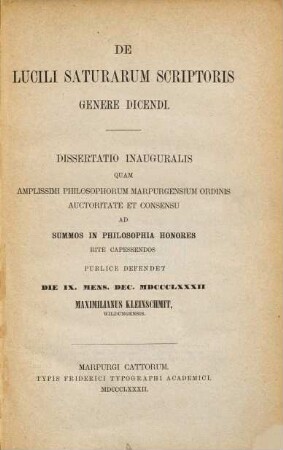 DE
LUCILI SATURARUM SCRIPTORIS
GENERE DICENDI.
DISSERTATIO INAUGURALIS
QUAM
AMPLISSIMI PHILOSOPHORUM MARPURGENSIUM ORDINIS
AUCTORITATE ET CONSENSU
AD
SUMMOS IN PHILOSOPHIA HONORES
RITE CAPESSENDOS
PUBLICE DEFENDET
DIE IX. MENS. DEC. MDCCCLXXXII
MAXIMILIANUS KLEINSCHMIT,
WILDUNGENSIS.
MARPURGI CATTORUM.
TYPIS FRIDERICI TYPOGRAPHI ACADEMICI.
MDCCCLXXXII.